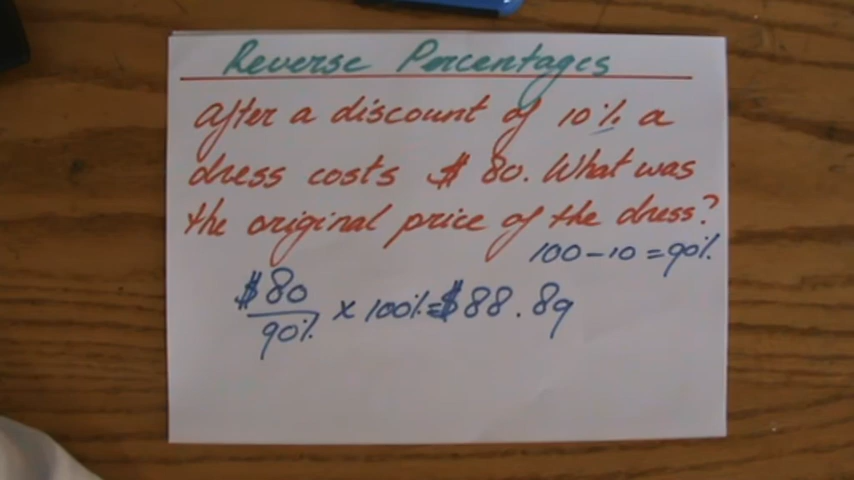 Reverse Percentages
After a discount of 10% a
dress costs $ 80. What was
the original price of the dress?
100-10=90%
$80/90% x 100%=$88.89